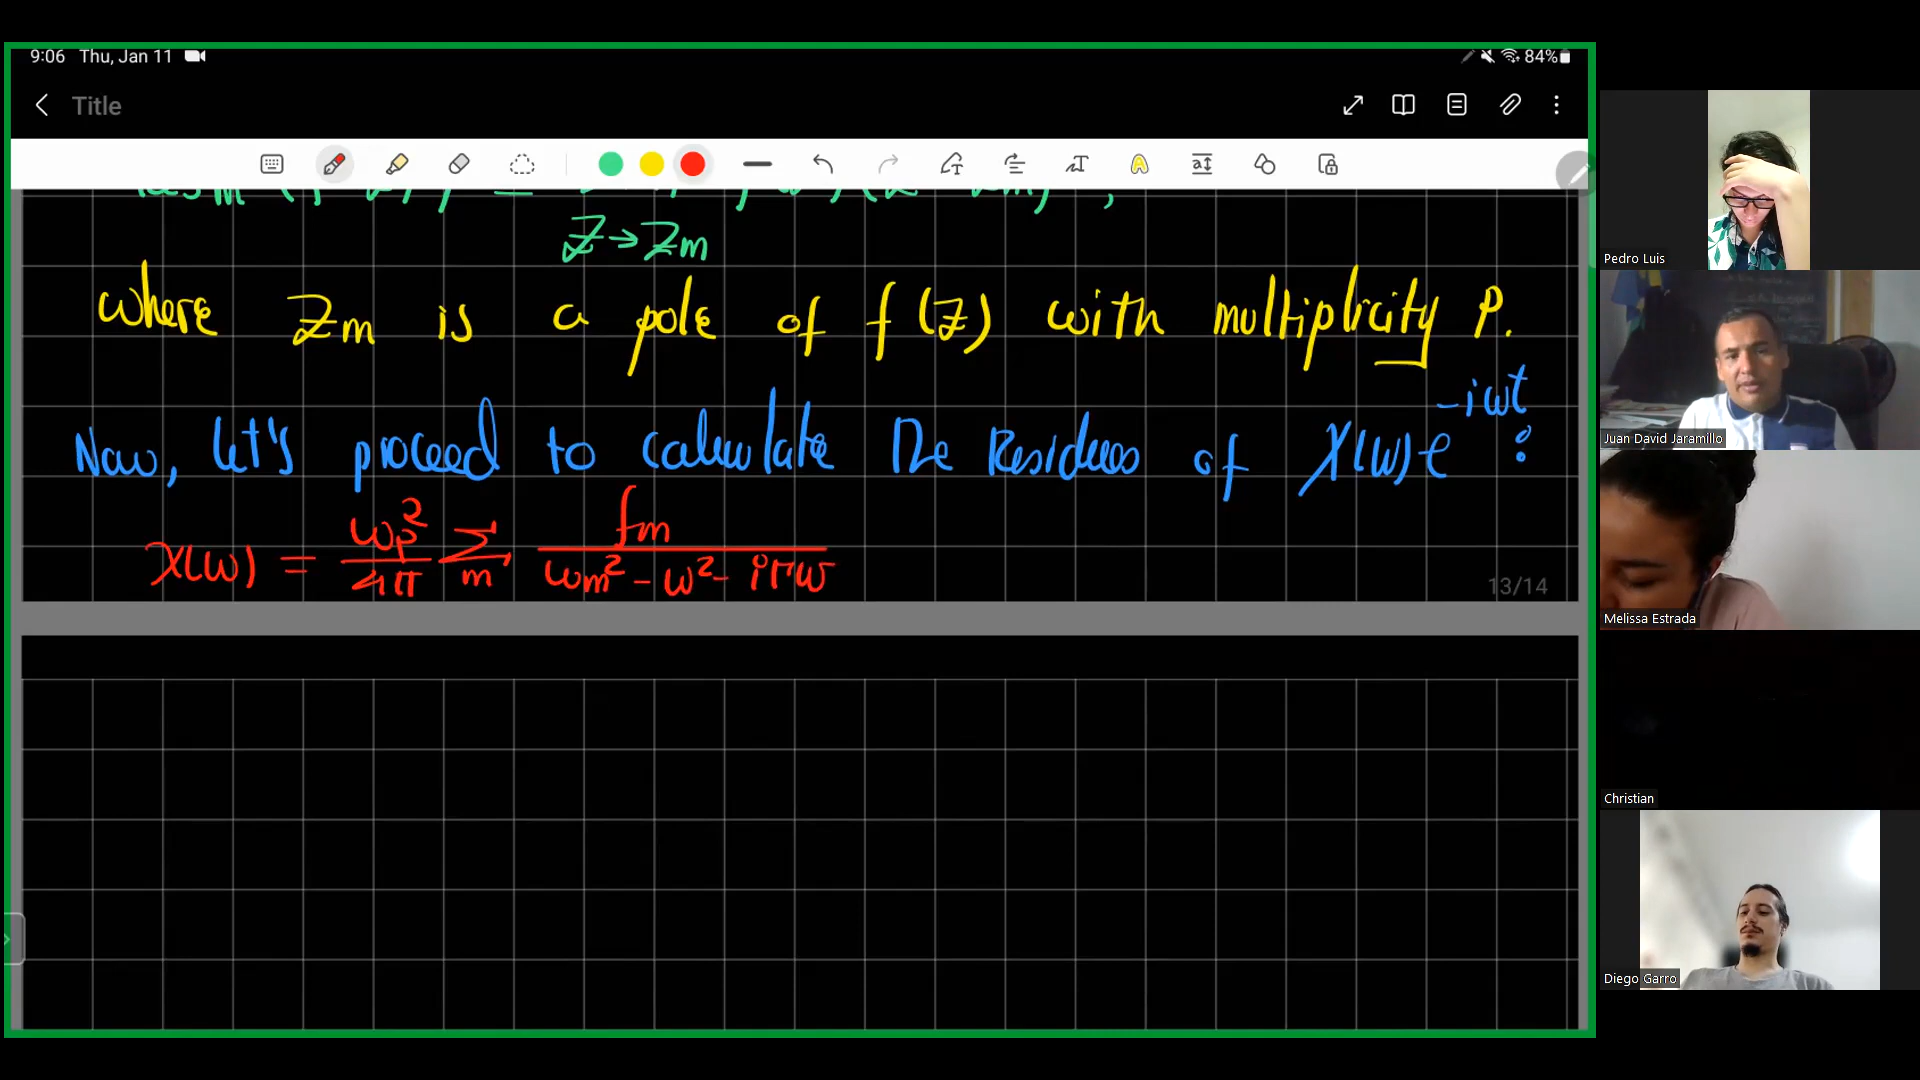 9:06 Thu, Jan 11
84%
Title
Z→Zm
where Zm is a pole of f(z) with multiplicity P.
Now, let's proceed to calculate the Residues of χ(ω)e^-iωt :
χ(ω) = ωp²/4π Σm fm/ωm² - ω² - iΓω
13/14
Pedro Luis
Juan David Jaramillo
Melissa Estrada
Christian
Diego Garro